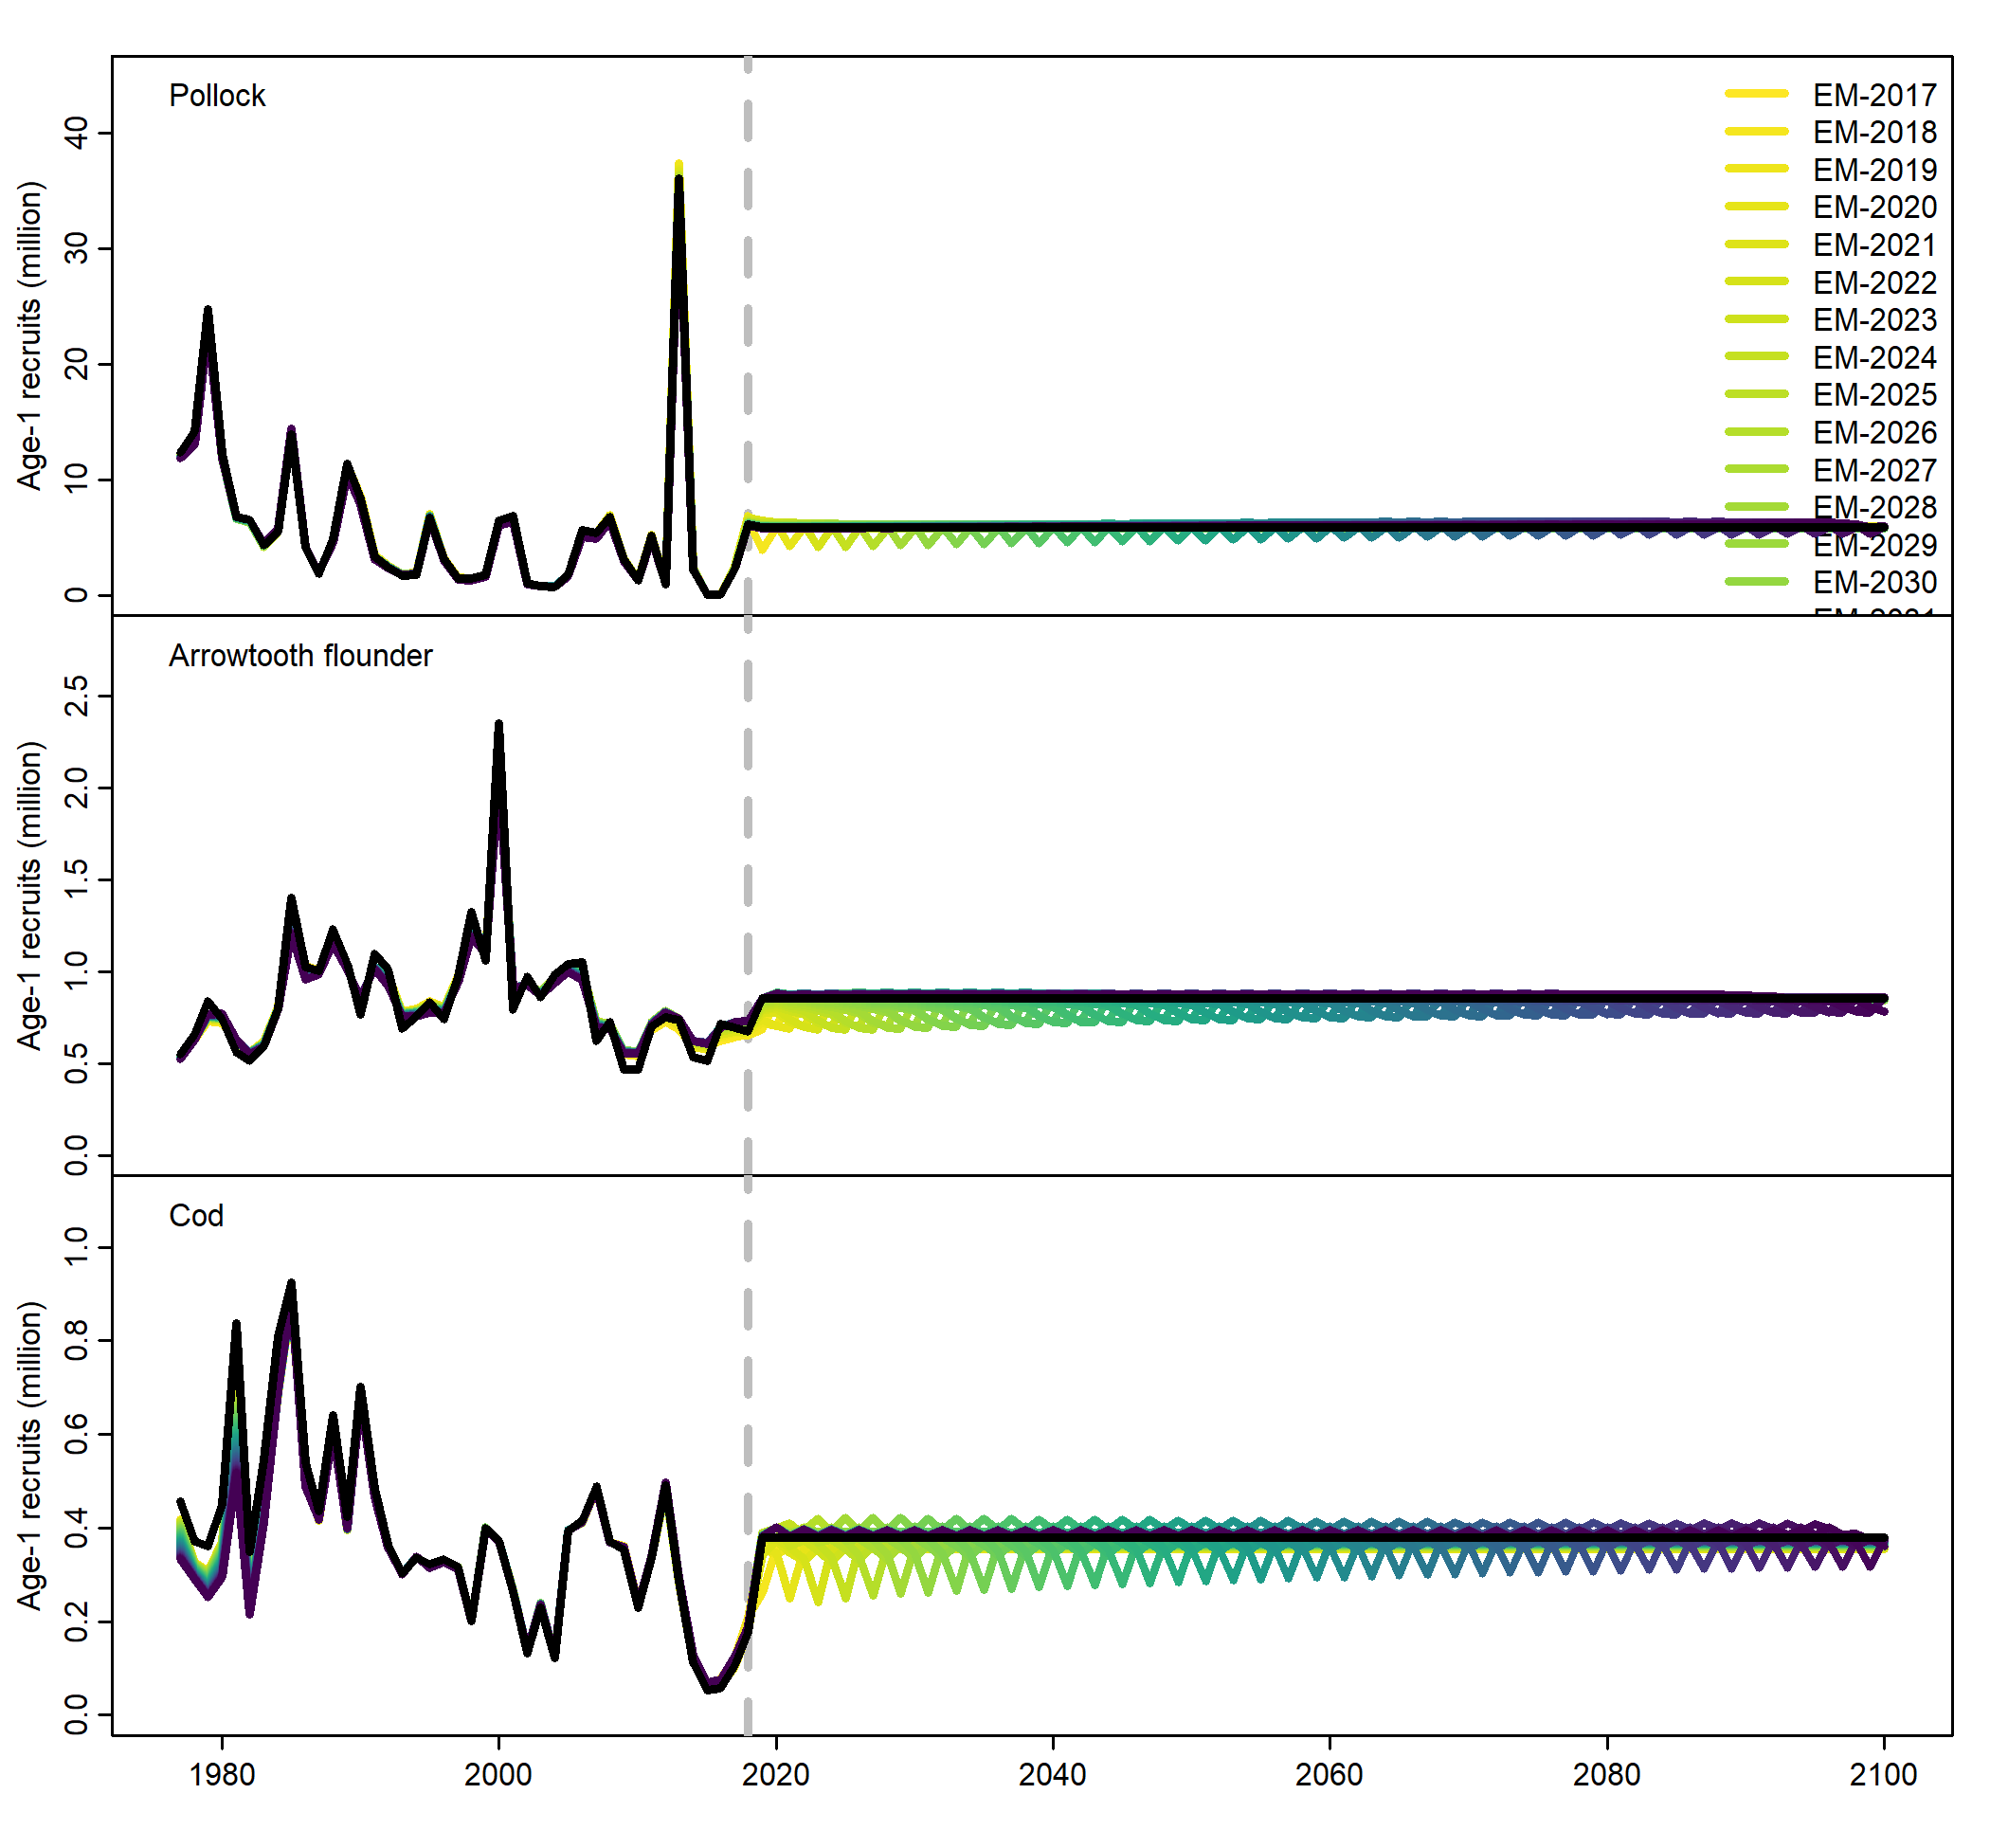 Pollock
Age-1 recruits (million)
40
30
20
10
0
EM-2017
EM-2018
EM-2019
EM-2020
EM-2021
EM-2022
EM-2023
EM-2024
EM-2025
EM-2026
EM-2027
EM-2028
EM-2029
EM-2030
Arrowtooth flounder
Age-1 recruits (million)
2.5
2.0
1.5
1.0
0.5
0.0
Cod
Age-1 recruits (million)
1.0
0.8
0.6
0.4
0.2
0.0
1980 2000 2020 2040 2060 2080 2100